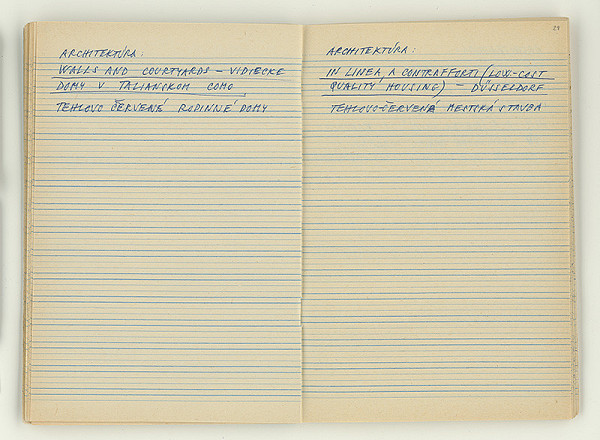 ARCHITEKTÚRA:
WALLS AND COURTYARDS – VIDIECKE
DOMY V TALIANSKOM COMO
TEHLOVO ČERVENÉ RODINNÉ DOMY
29
ARCHITEKTÚRA:
IN LINEA, A CONTRAFFORTI (LOW-COST
QUALITY HOUSING) – DÜSSELDORF
TEHLOVO-ČERVENÁ MESTSKÁ STAVBA